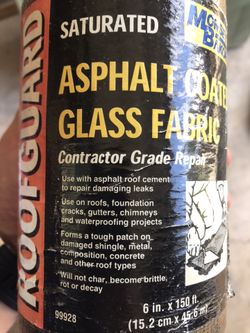 ROOFGUARD
SATURATED
ASPHALT COATE
GLASS FABRIC
Contractor Grade Repair
· Use with asphalt roof cement
to repair damaging leaks
· Use on roofs, foundation
cracks, gutters, chimneys
and waterproofing projects
· Forms a tough patch on
damaged shingle, metal,
composition, concrete
and other roof types
· Will not char, become brittle,
rot or decay
99928
6 in. x 150 ft.
(15.2 cm x 45.6 m)